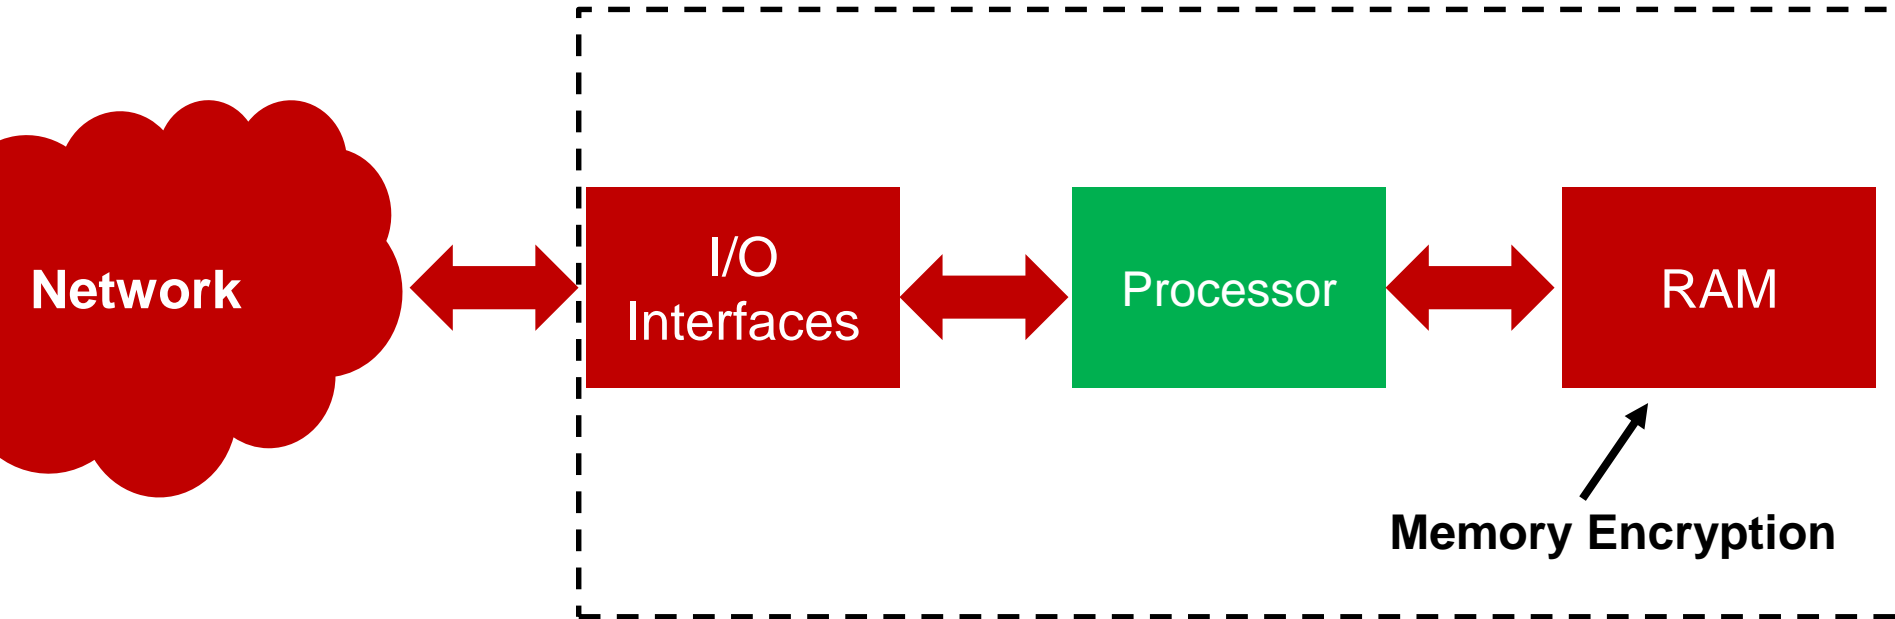 Network
I/O
Interfaces
Processor
RAM
Memory Encryption